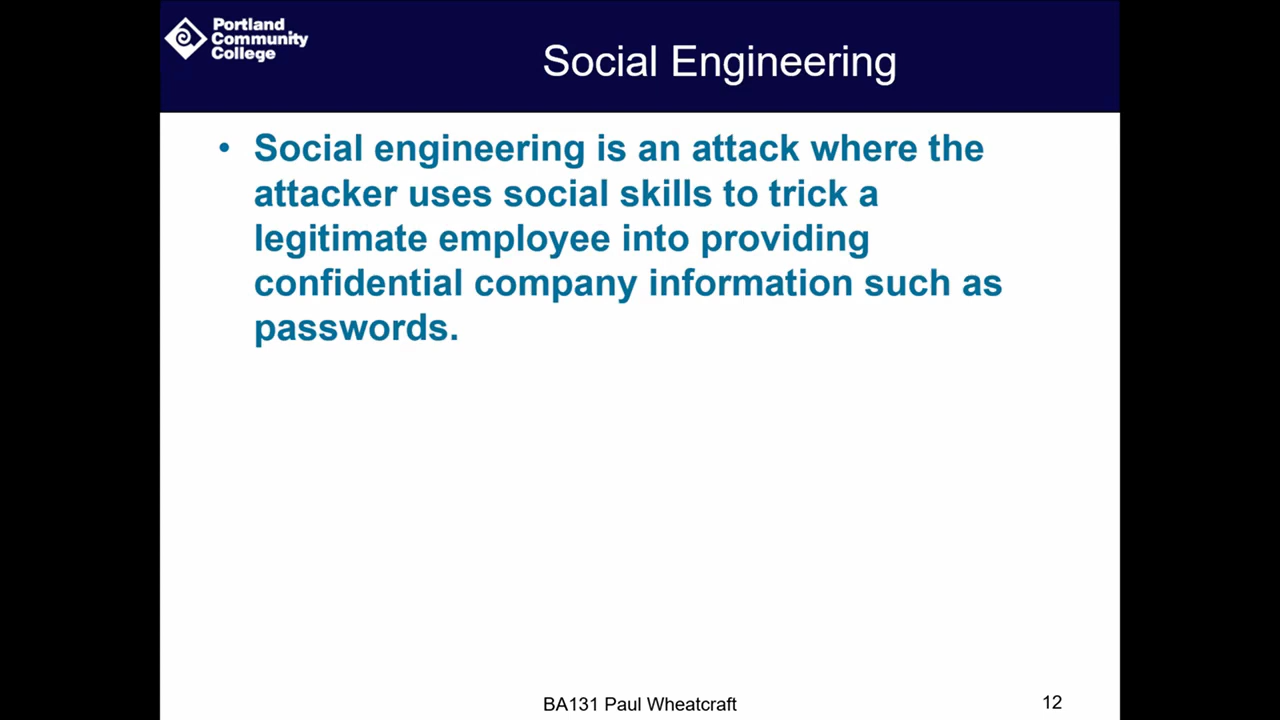 Portland
Community
College
Social Engineering
• Social engineering is an attack where the
attacker uses social skills to trick a
legitimate employee into providing
confidential company information such as
passwords.
BA131 Paul Wheatcraft
12